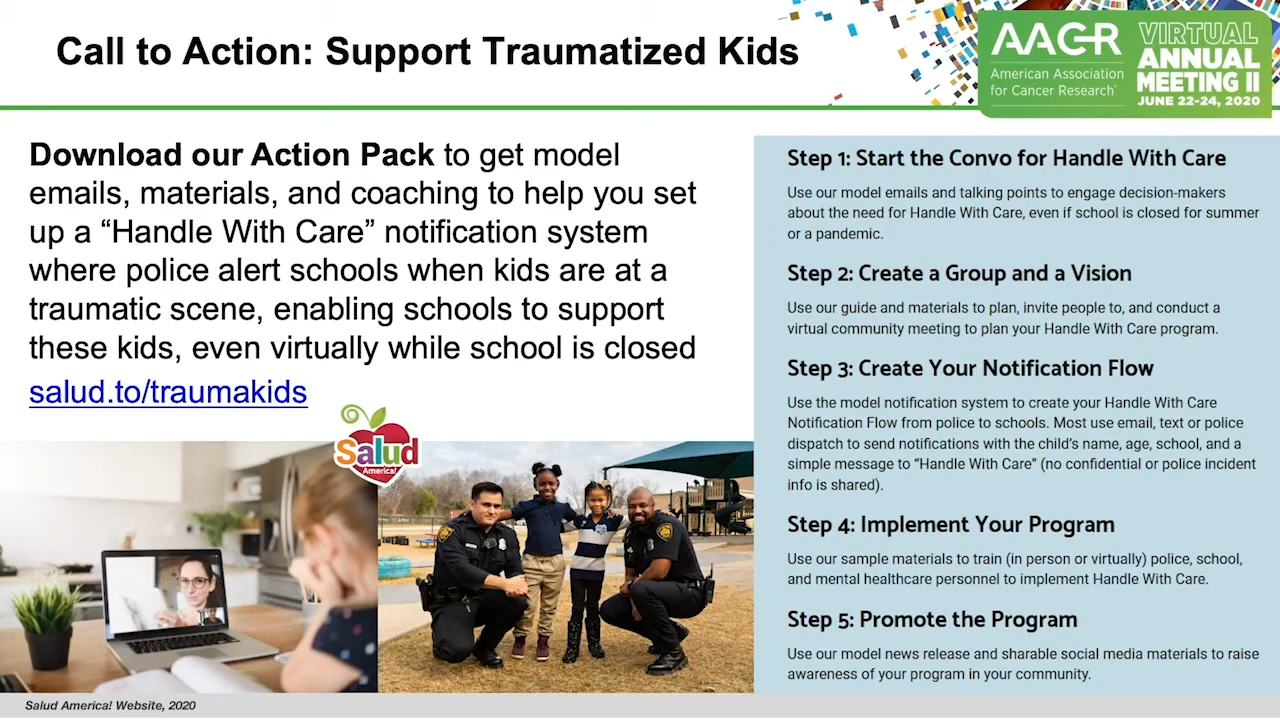 Call to Action: Support Traumatized Kids
AACR
American Association
for Cancer Research
VIRTUAL
ANNUAL
MEETING II
JUNE 22-24, 2020
Download our Action Pack to get model
emails, materials, and coaching to help you set
up a “Handle With Care” notification system
where police alert schools when kids are at a
traumatic scene, enabling schools to support
these kids, even virtually while school is closed
salud.to/traumakids
Salud
America!
Step 1: Start the Convo for Handle With Care
Use our model emails and talking points to engage decision-makers
about the need for Handle With Care, even if school is closed for summer
or a pandemic.
Step 2: Create a Group and a Vision
Use our guide and materials to plan, invite people to, and conduct a
virtual community meeting to plan your Handle With Care program.
Step 3: Create Your Notification Flow
Use the model notification system to create your Handle With Care
Notification Flow from police to schools. Most use email, text or police
dispatch to send notifications with the child's name, age, school, and a
simple message to “Handle With Care” (no confidential or police incident
info is shared).
Step 4: Implement Your Program
Use our sample materials to train (in person or virtually) police, school,
and mental healthcare personnel to implement Handle With Care.
Step 5: Promote the Program
Use our model news release and sharable social media materials to raise
awareness of your program in your community.
Salud America! Website, 2020